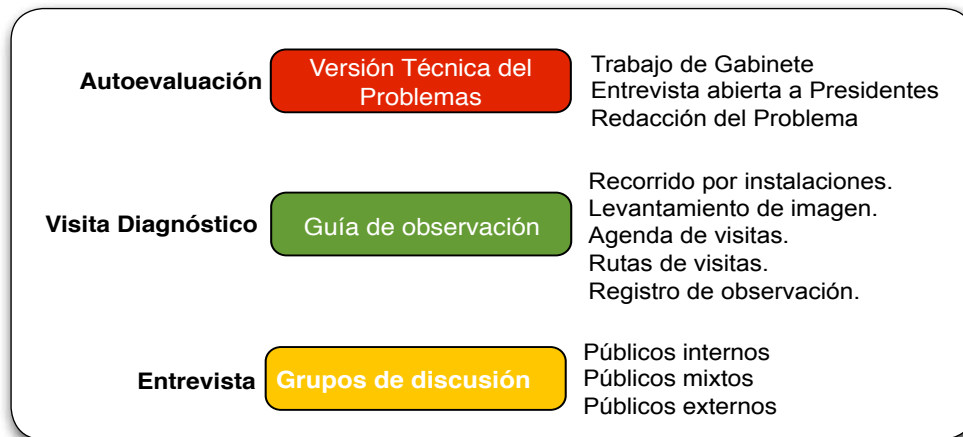 Autoevaluación
Versión Técnica del
Problemas
Trabajo de Gabinete
Entrevista abierta a Presidentes
Redacción del Problema
Visita Diagnóstico
Guía de observación
Recorrido por instalaciones.
Levantamiento de imagen.
Agenda de visitas.
Rutas de visitas.
Registro de observación.
Entrevista
Grupos de discusión
Públicos internos
Públicos mixtos
Públicos externos